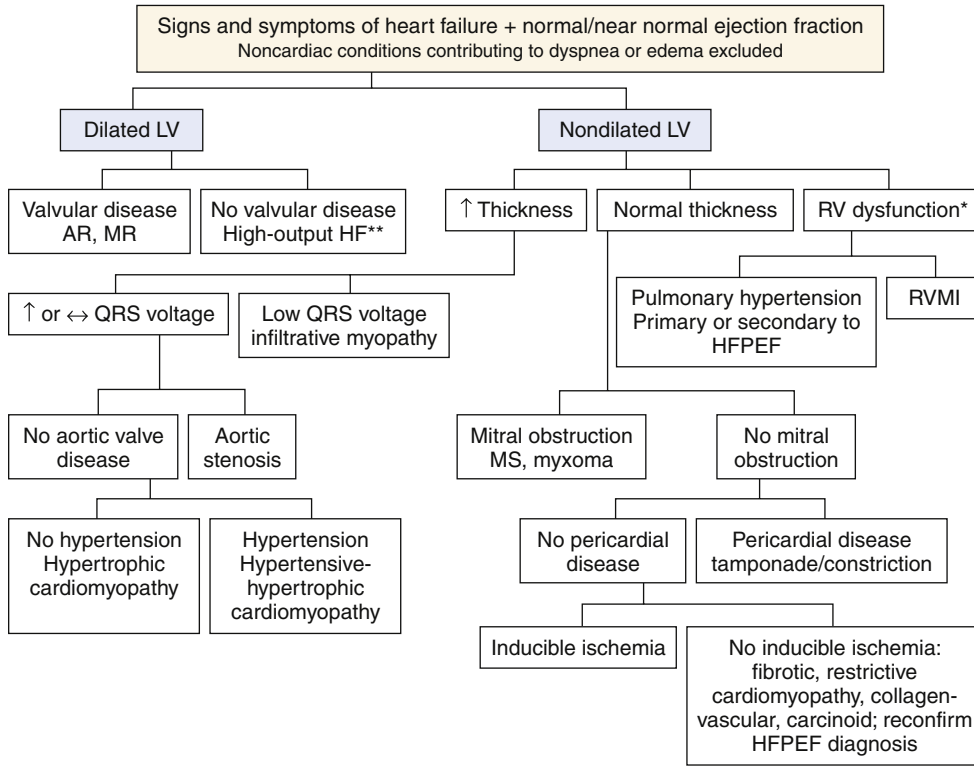 Signs and symptoms of heart failure + normal/near normal ejection fraction
Noncardiac conditions contributing to dyspnea or edema excluded
Dilated LV
Nondilated LV
Valvular disease
AR, MR
No valvular disease
High-output HF**
↑ Thickness
Normal thickness
RV dysfunction*
↑ or ↔ QRS voltage
Low QRS voltage
infiltrative myopathy
Pulmonary hypertension
Primary or secondary to
HFPEF
RVMI
No aortic valve
disease
Aortic
stenosis
Mitral obstruction
MS, myxoma
No mitral
obstruction
No hypertension
Hypertrophic
cardiomyopathy
Hypertension
Hypertensive-
hypertrophic
cardiomyopathy
No pericardial
disease
Pericardial disease
tamponade/constriction
Inducible ischemia
No inducible ischemia:
fibrotic, restrictive
cardiomyopathy, collagen-
vascular, carcinoid; reconfirm
HFPEF diagnosis